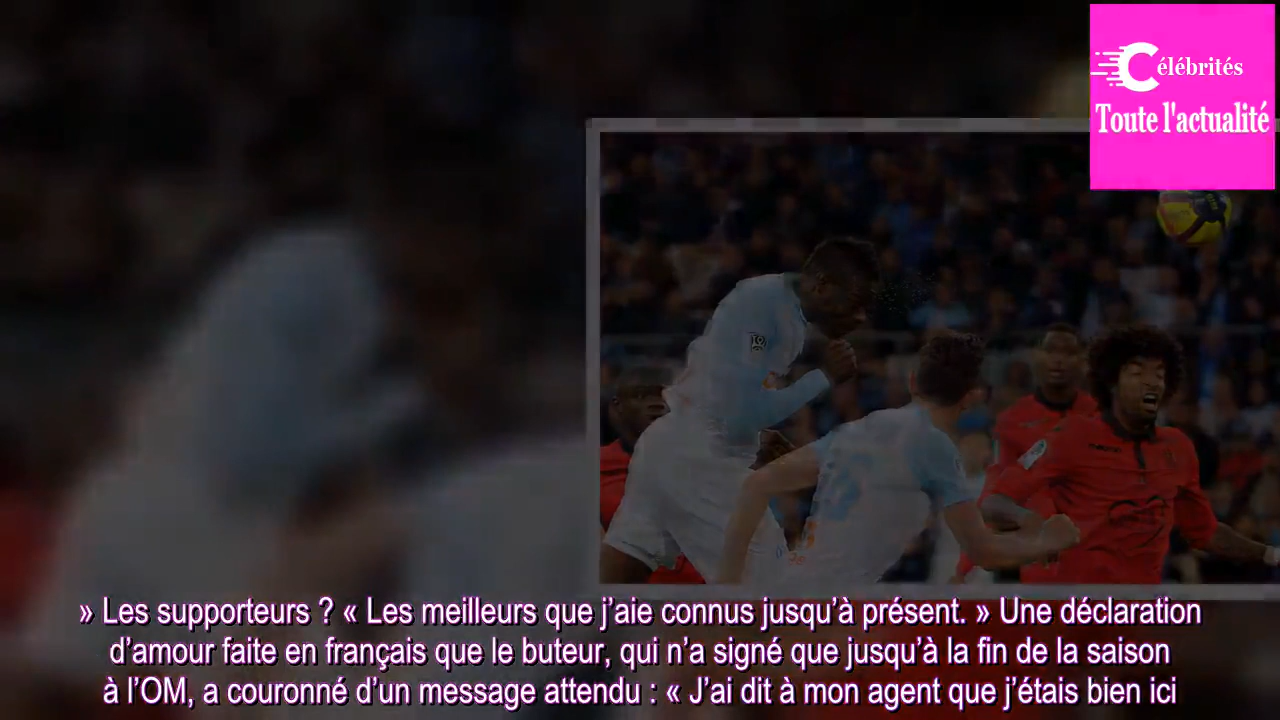 Célébrités
Toute l'actualité
» Les supporteurs ? « Les meilleurs que j’aie connus jusqu’à présent. » Une déclaration
d’amour faite en français que le buteur, qui n’a signé que jusqu’à la fin de la saison
à l’OM, a couronné d’un message attendu : « J’ai dit à mon agent que j’étais bien ici